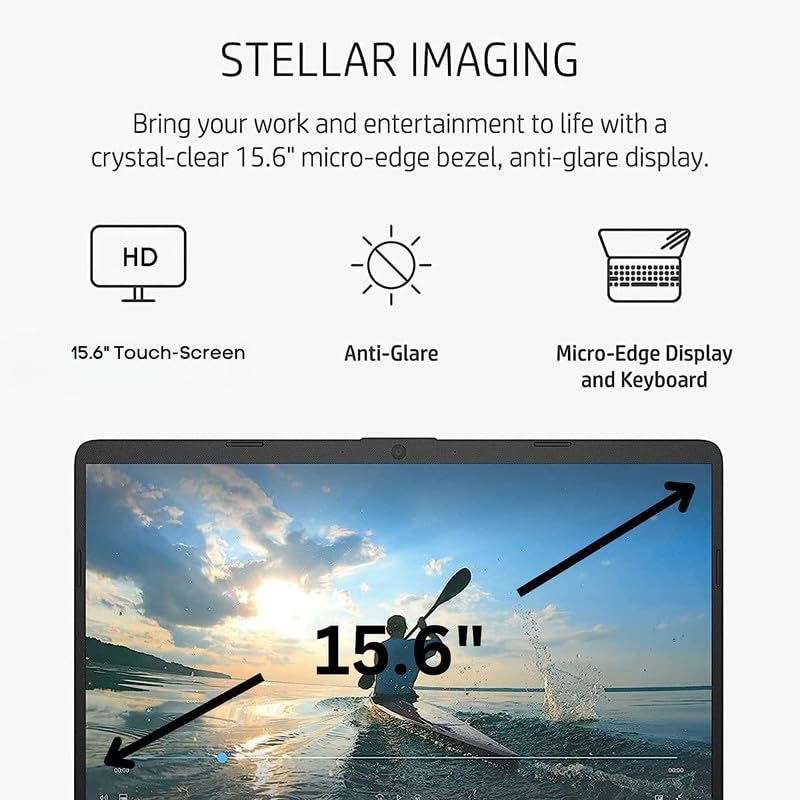 STELLAR IMAGING
Bring your work and entertainment to life with a
crystal-clear 15.6" micro-edge bezel, anti-glare display.
HD
15.6" Touch-Screen
Anti-Glare
Micro-Edge Display
and Keyboard
15.6"
00:00
00:00